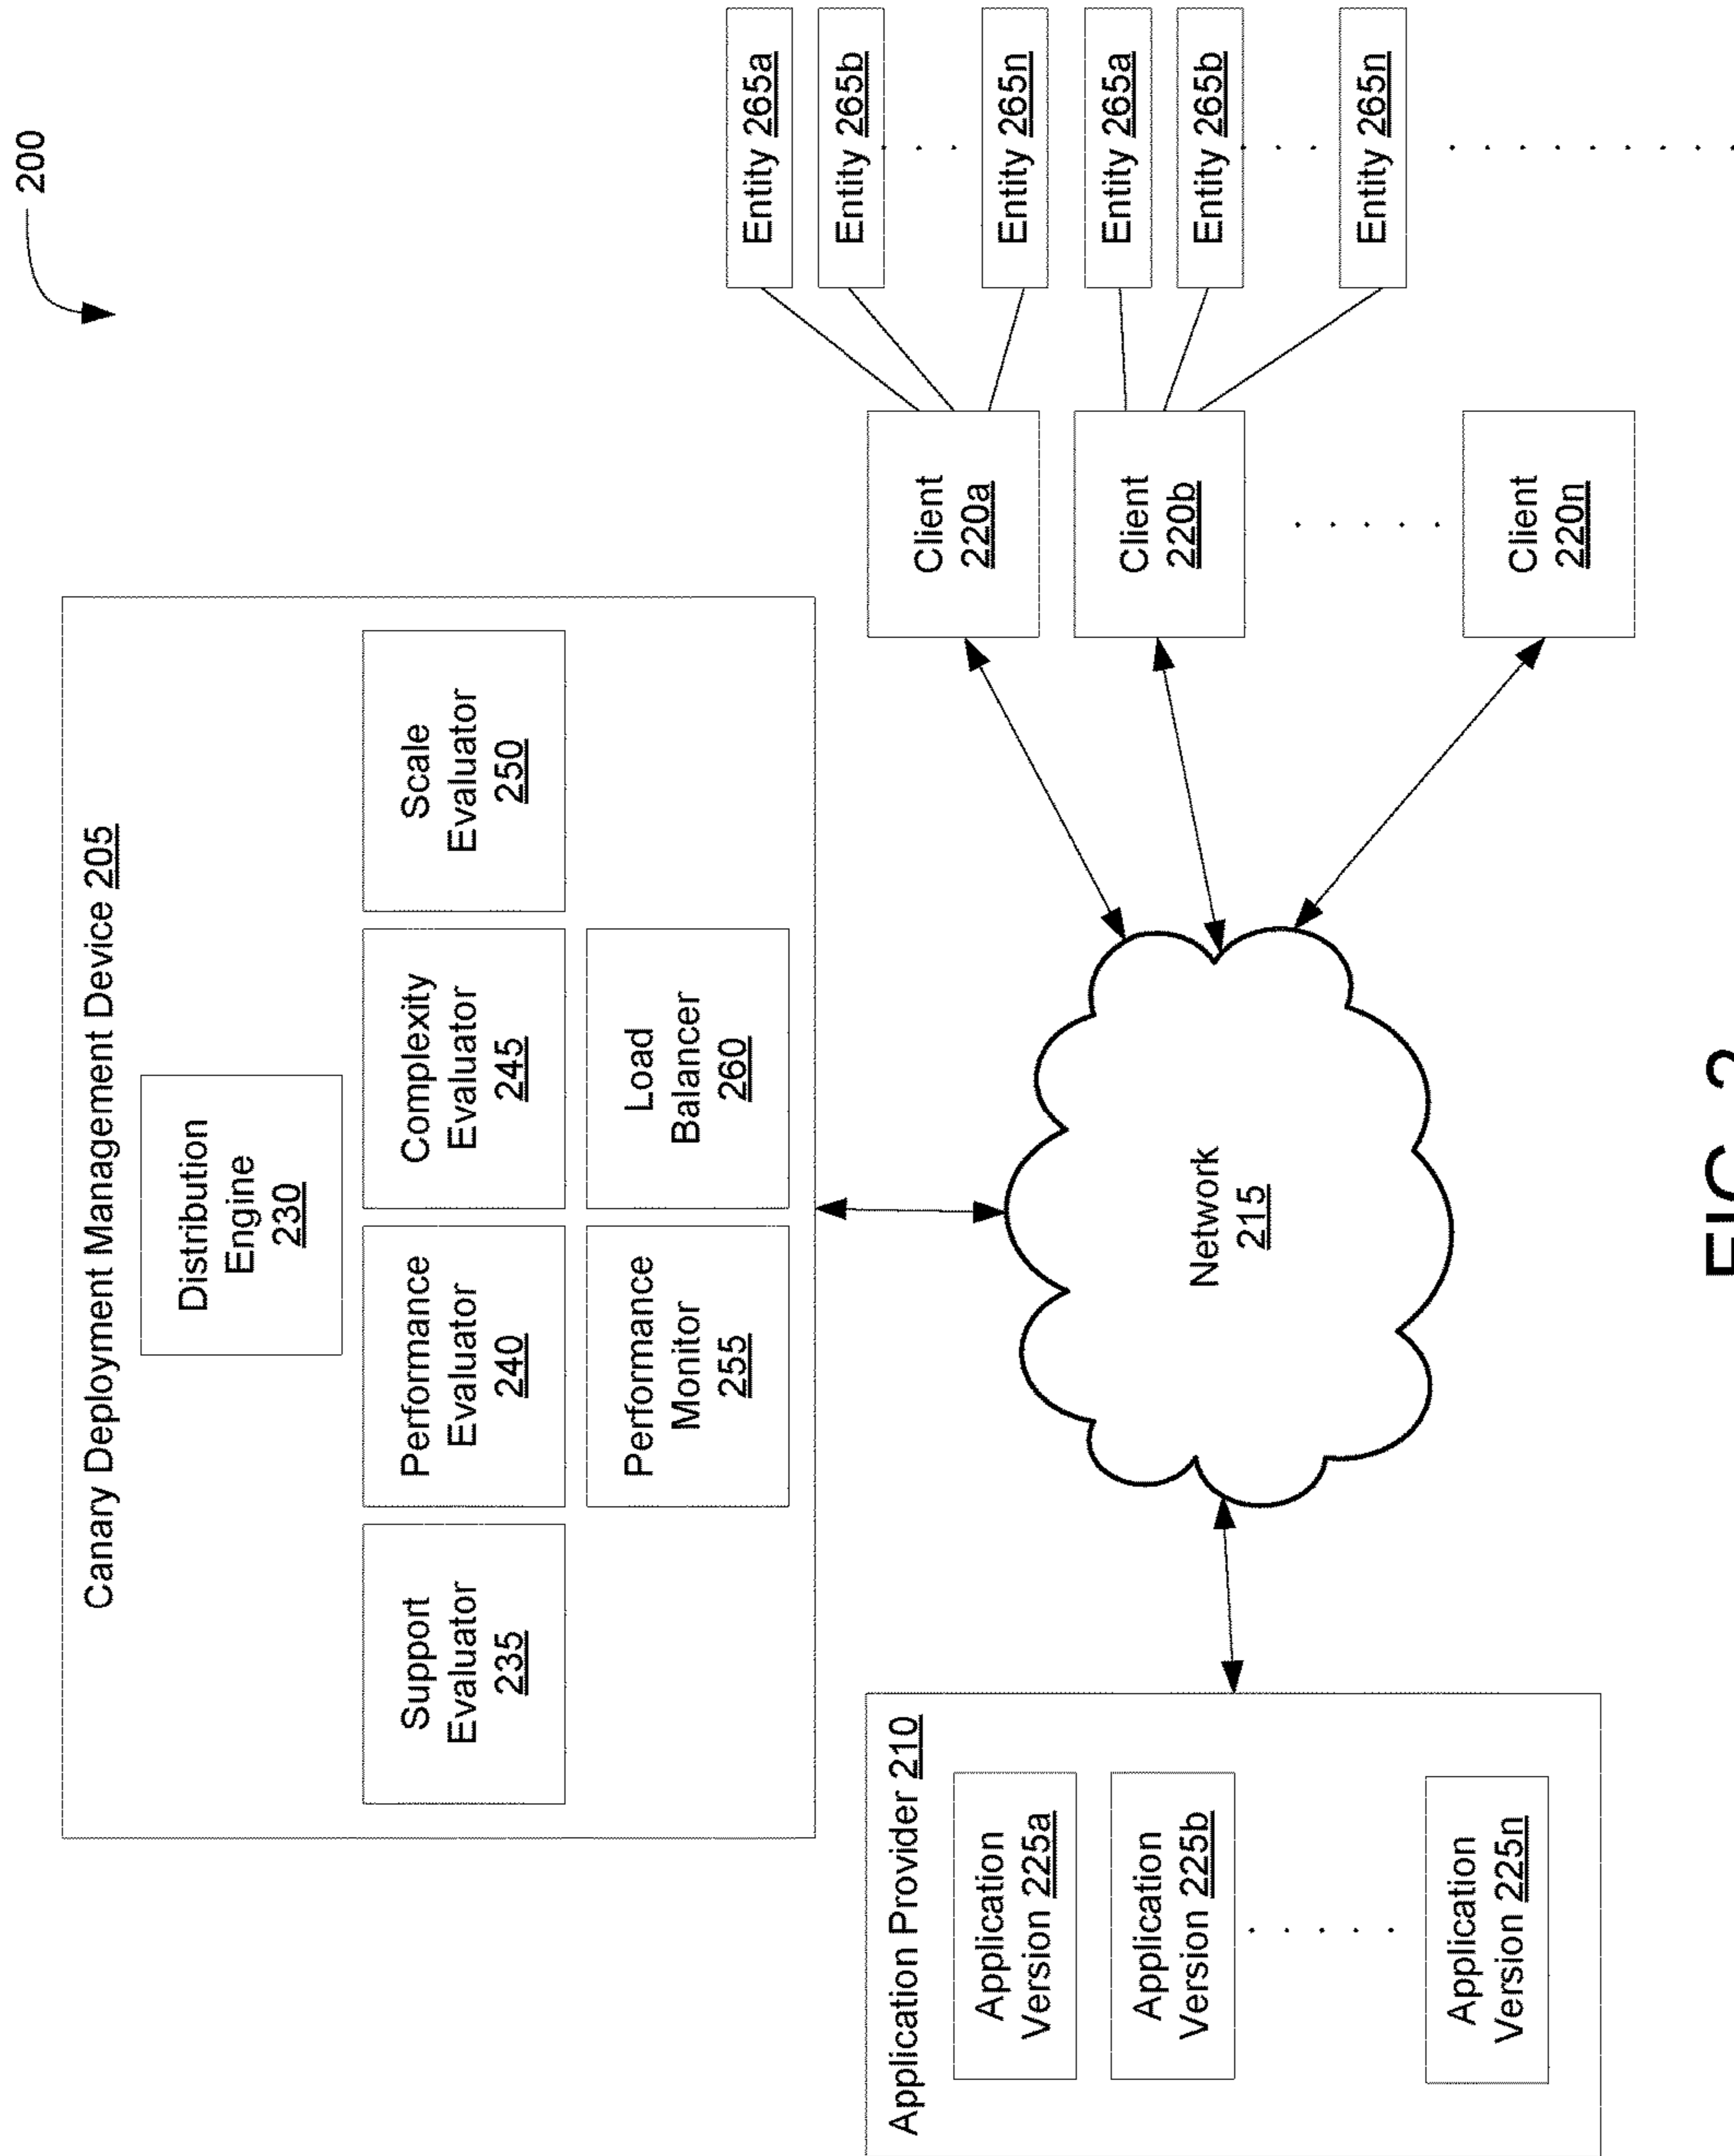 200
Canary Deployment Management Device 205
Distribution
Engine
230
Support
Evaluator
235
Performance
Evaluator
240
Complexity
Evaluator
245
Scale
Evaluator
250
Performance
Monitor
255
Load
Balancer
260
Application Provider 210
Application
Version 225a
Application
Version 225b
Application
Version 225n
Network
215
Client
220a
Client
220b
Client
220n
Entity 265a
Entity 265b
Entity 265n
Entity 265a
Entity 265b
Entity 265n
FIG. 2